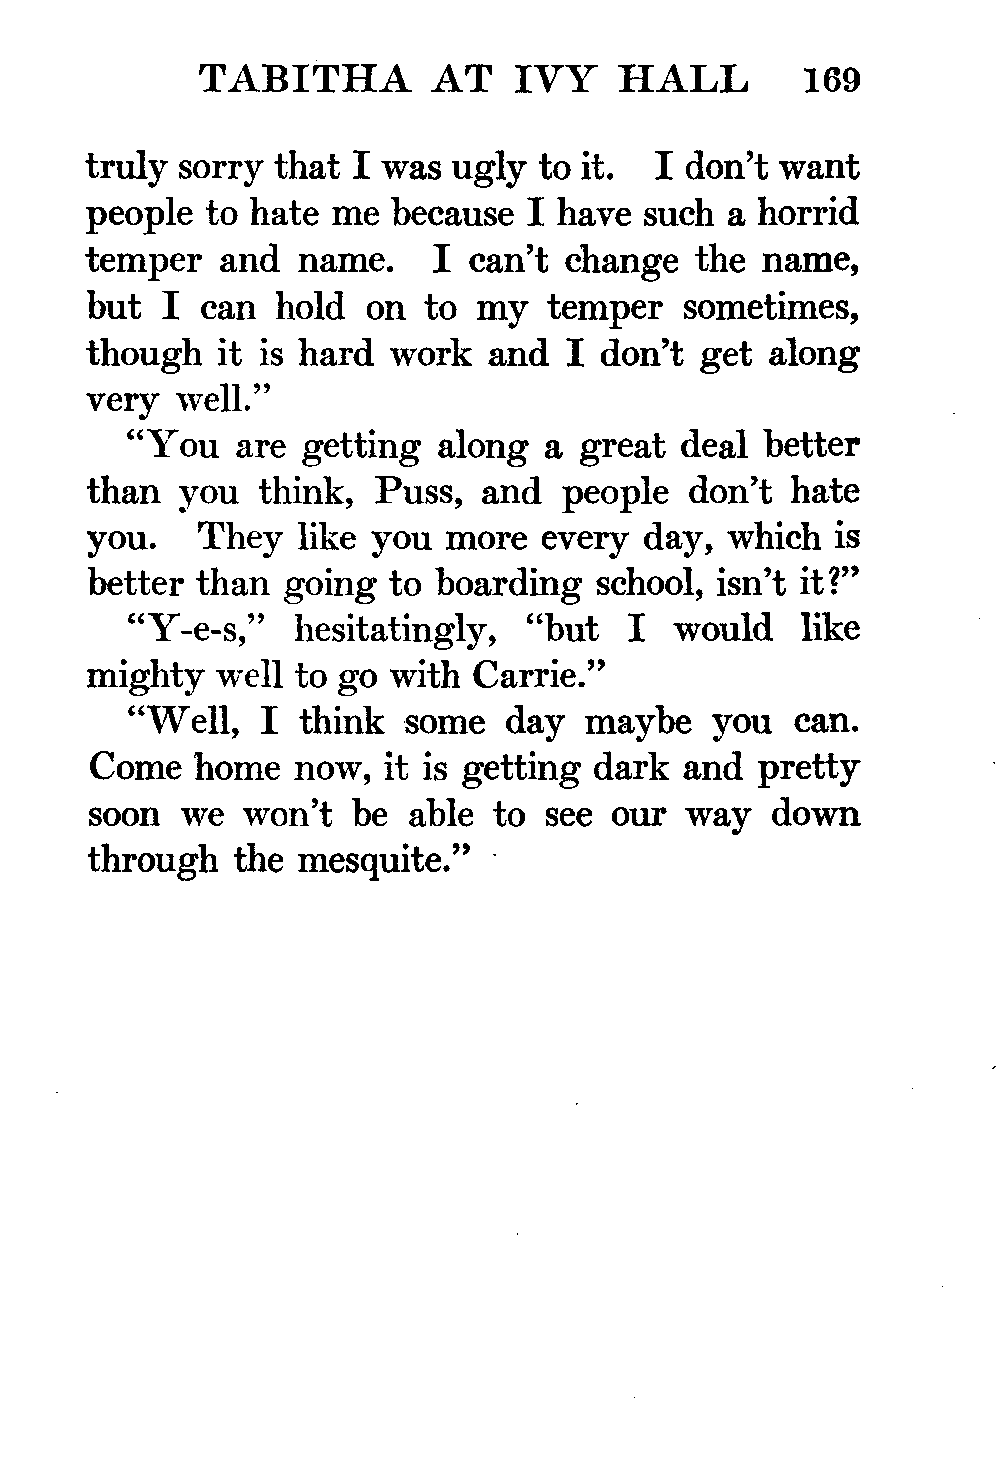 TABITHA AT IVY HALL 169
truly sorry that I was ugly to it. I don't want
people to hate me because I have such a horrid
temper and name. I can't change the name,
but I can hold on to my temper sometimes,
though it is hard work and I don't get along
very well.”
“You are getting along a great deal better
than you think, Puss, and people don't hate
you. They like you more every day, which is
better than going to boarding school, isn't it?”
“Y-e-s,” hesitatingly, “but I would like
mighty well to go with Carrie.”
“Well, I think some day maybe you can.
Come home now, it is getting dark and pretty
soon we won't be able to see our way down
through the mesquite.”